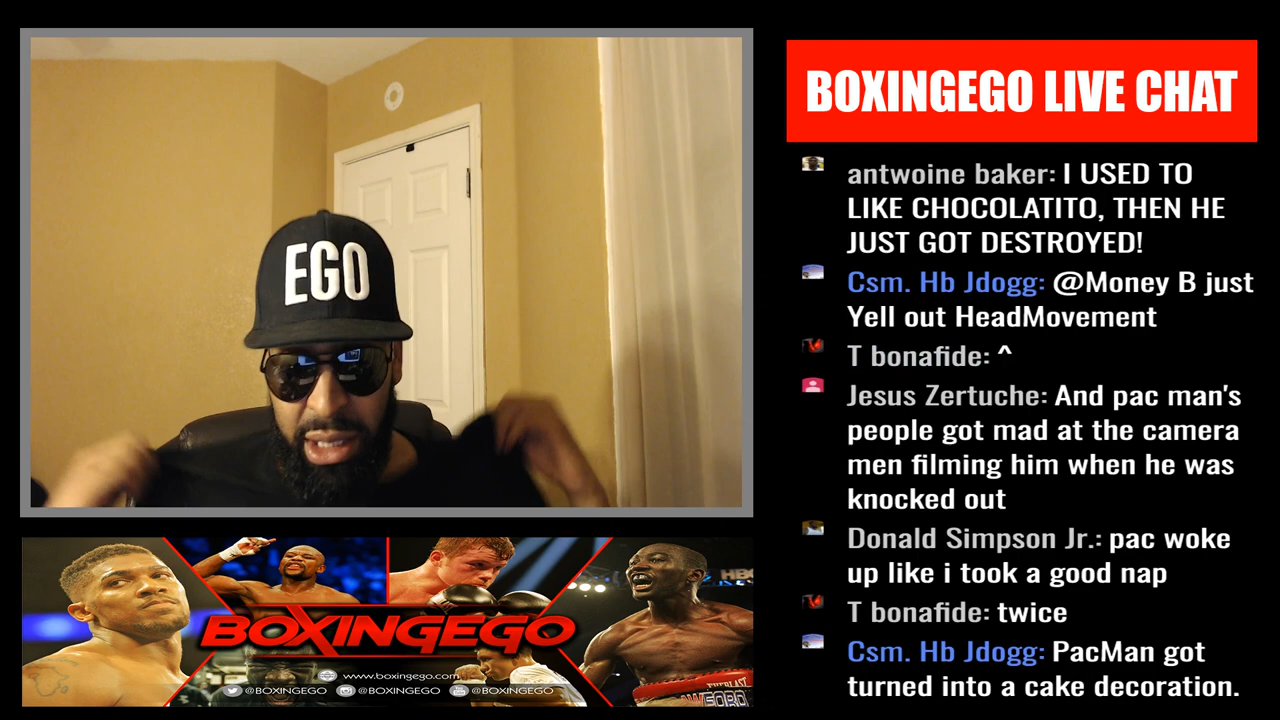 EGO
BOXINGEGO LIVE CHAT
antwoine baker: I USED TO
LIKE CHOCOLATITO, THEN HE
JUST GOT DESTROYED!
Csm. Hb Jdogg: @Money B just
Yell out HeadMovement
T bonafide: ^
Jesus Zertuche: And pac man's
people got mad at the camera
men filming him when he was
knocked out
Donald Simpson Jr.: pac woke
up like i took a good nap
T bonafide: twice
Csm. Hb Jdogg: PacMan got
turned into a cake decoration.
HBO
BOXINGEGO
www.boxingego.com
@BOXINGEGO @BOXINGEGO @BOXINGEGO
EVERLAST